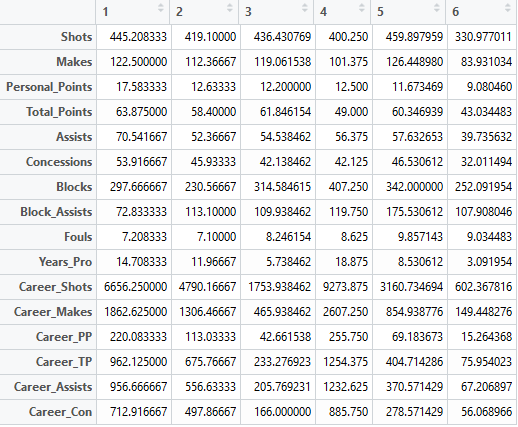 1 2 3 4 5 6
Shots 445.208333 419.10000 436.430769 400.250 459.897959 330.977011
Makes 122.500000 112.36667 119.061538 101.375 126.448980 83.931034
Personal_Points 17.583333 12.63333 12.200000 12.500 11.673469 9.080460
Total_Points 63.875000 58.40000 61.846154 49.000 60.346939 43.034483
Assists 70.541667 52.36667 54.538462 56.375 57.632653 39.735632
Concessions 53.916667 45.93333 42.138462 42.125 46.530612 32.011494
Blocks 297.666667 230.56667 314.584615 407.250 342.000000 252.091954
Block_Assists 72.833333 113.10000 109.938462 119.750 175.530612 107.908046
Fouls 7.208333 7.10000 8.246154 8.625 9.857143 9.034483
Years_Pro 14.708333 11.96667 5.738462 18.875 8.530612 3.091954
Career_Shots 6656.250000 4790.16667 1753.938462 9273.875 3160.734694 602.367816
Career_Makes 1862.625000 1306.46667 465.938462 2607.250 854.938776 149.448276
Career_PP 220.083333 113.03333 42.661538 255.750 69.183673 15.264368
Career_TP 962.125000 675.76667 233.276923 1254.375 404.714286 75.954023
Career_Assists 956.666667 556.63333 205.769231 1232.625 370.571429 67.206897
Career_Con 712.916667 497.86667 166.000000 885.750 278.571429 56.068966